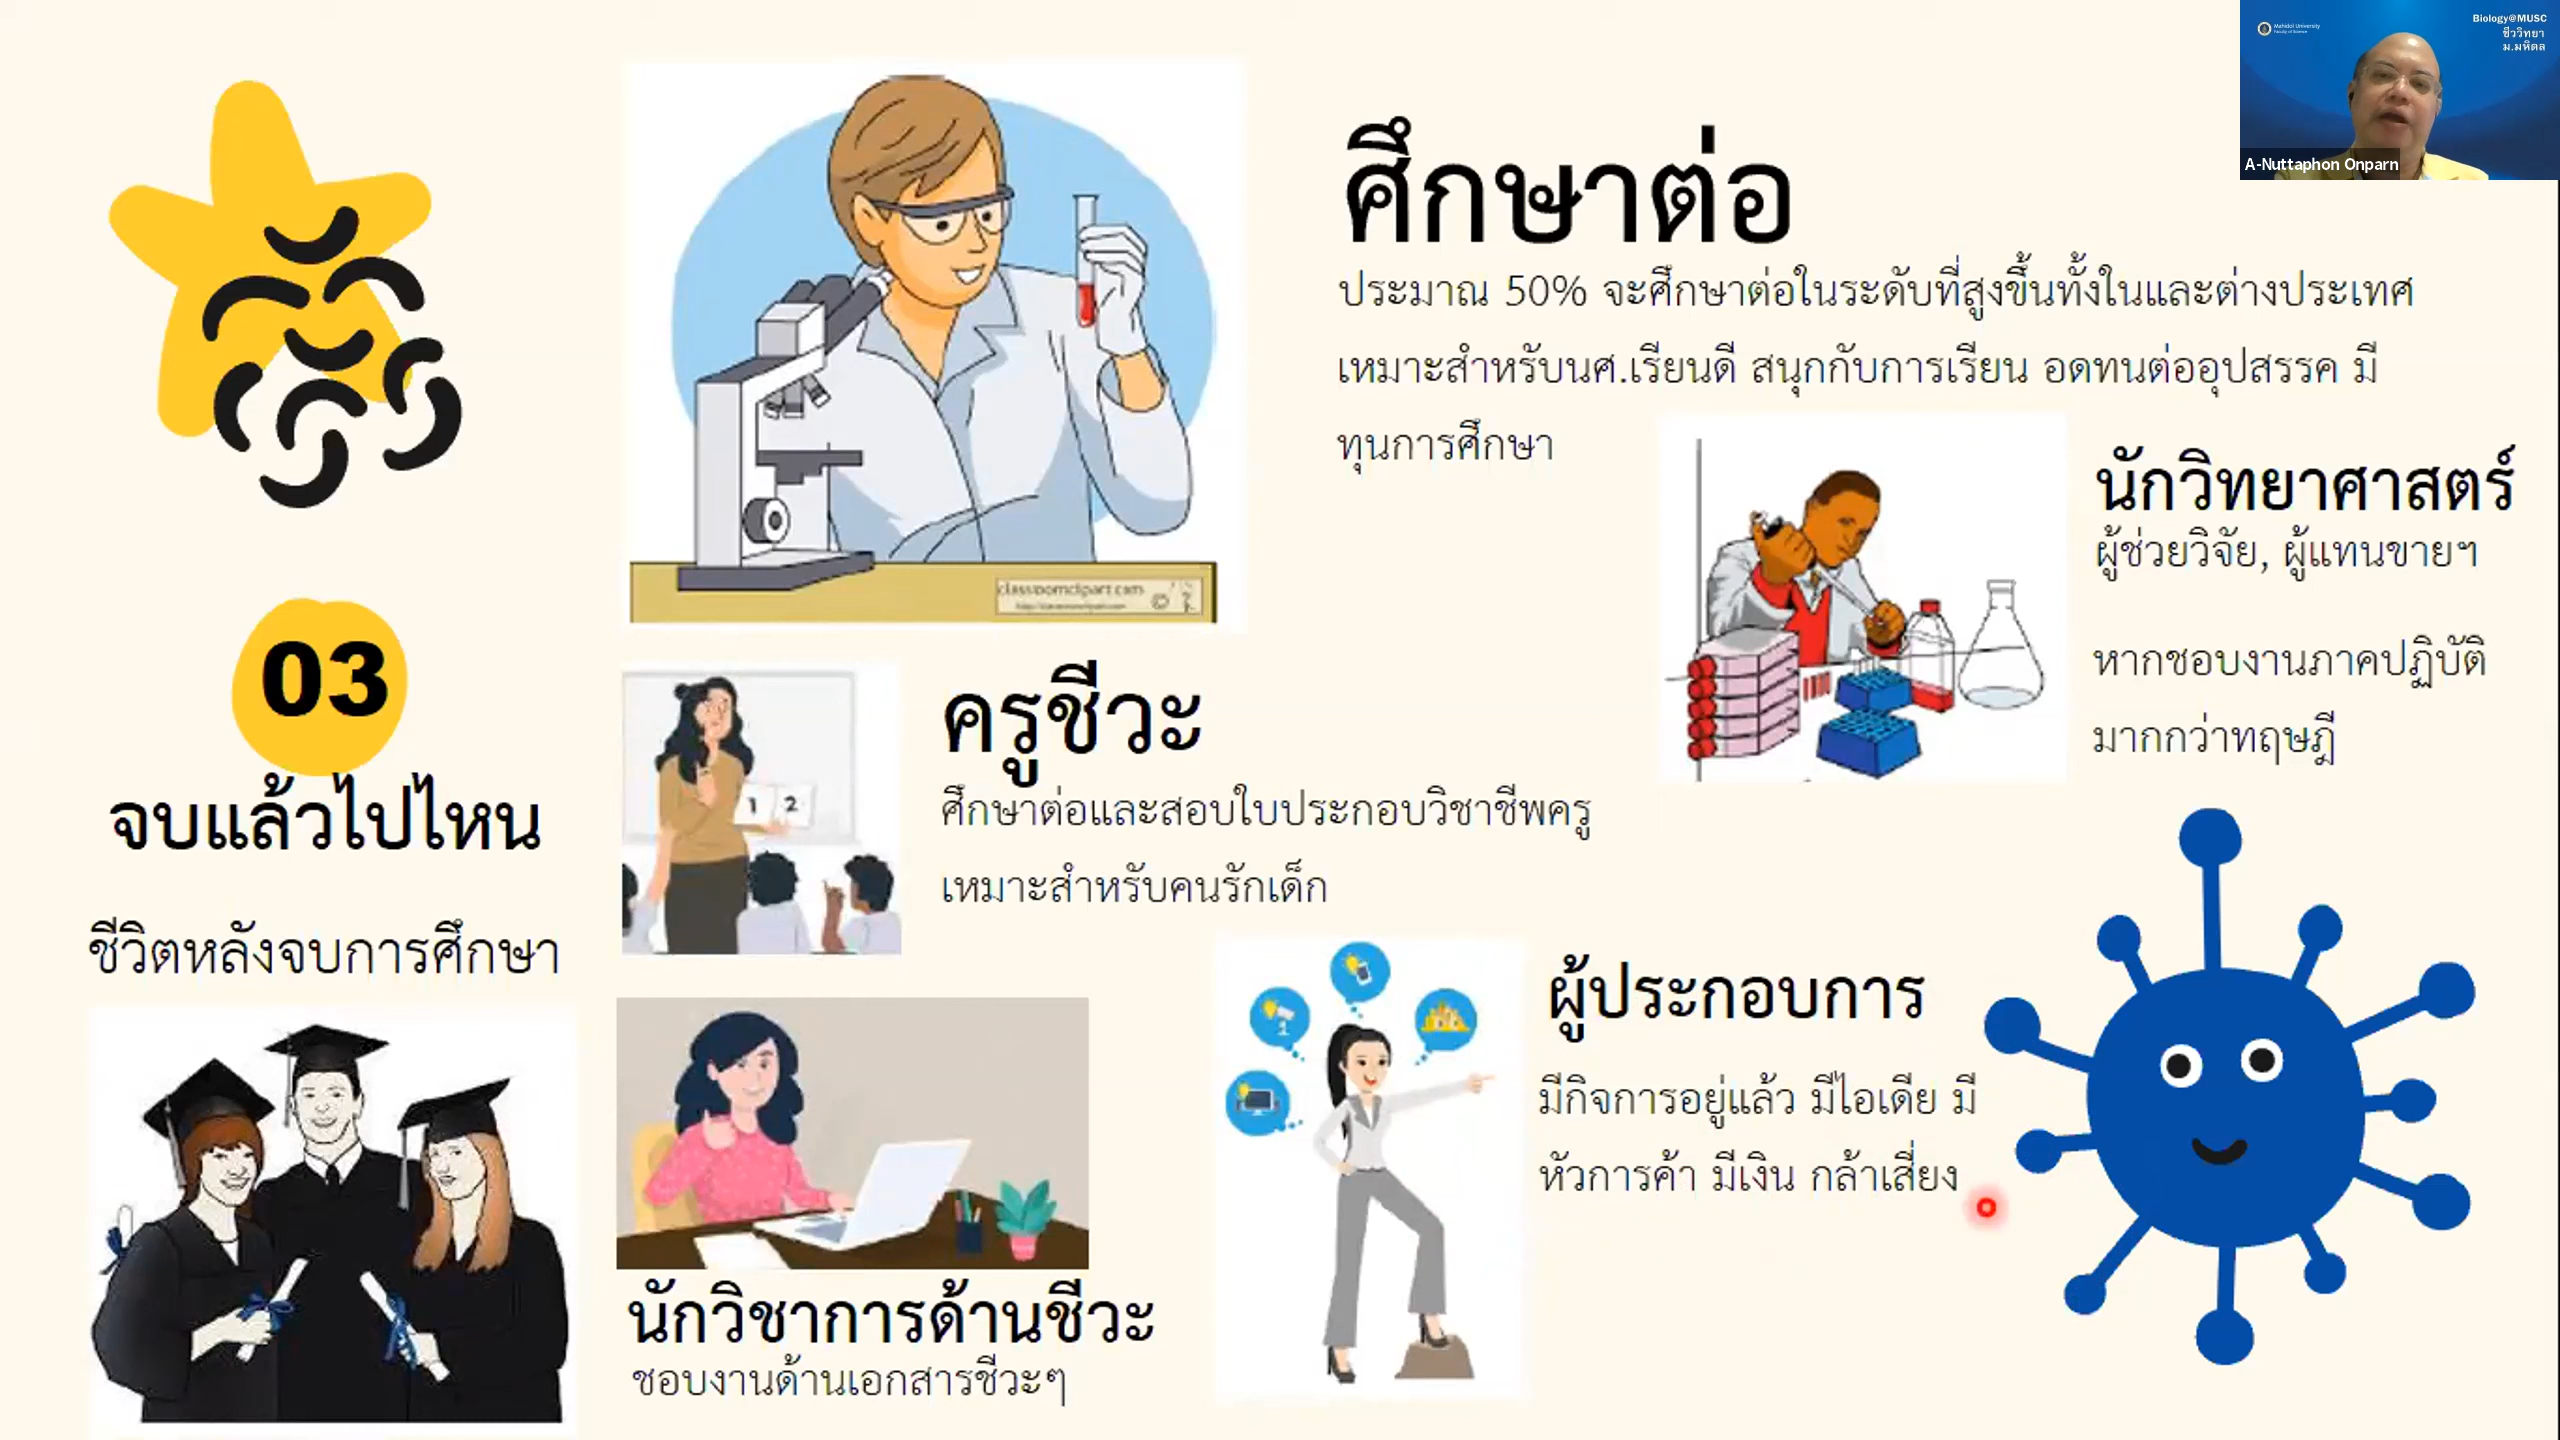 03
จบแล้วไปไหน
ชีวิตหลังจบการศึกษา
ศึกษาต่อ
ประมาณ 50% จะศึกษาต่อในระดับที่สูงขึ้นทั้งในและต่างประเทศ
เหมาะสำหรับนศ.เรียนดี สนุกกับการเรียน อดทนต่ออุปสรรค มี
ทุนการศึกษา
classroomclipart.com
นักวิทยาศาสตร์
ผู้ช่วยวิจัย, ผู้แทนขายฯ
หากชอบงานภาคปฏิบัติ
มากกว่าทฤษฎี
ครูชีวะ
ศึกษาต่อและสอบใบประกอบวิชาชีพครู
เหมาะสำหรับคนรักเด็ก
1 2
ผู้ประกอบการ
มีกิจการอยู่แล้ว มีไอเดีย มี
หัวการค้า มีเงิน กล้าเสี่ยง
นักวิชาการด้านชีวะ
ชอบงานด้านเอกสารชีวะๆ
Mahidol University
Faculty of Science
Biology@MUSC
ชีววิทยา
ม.มหิดล
A-Nuttaphon Onparn